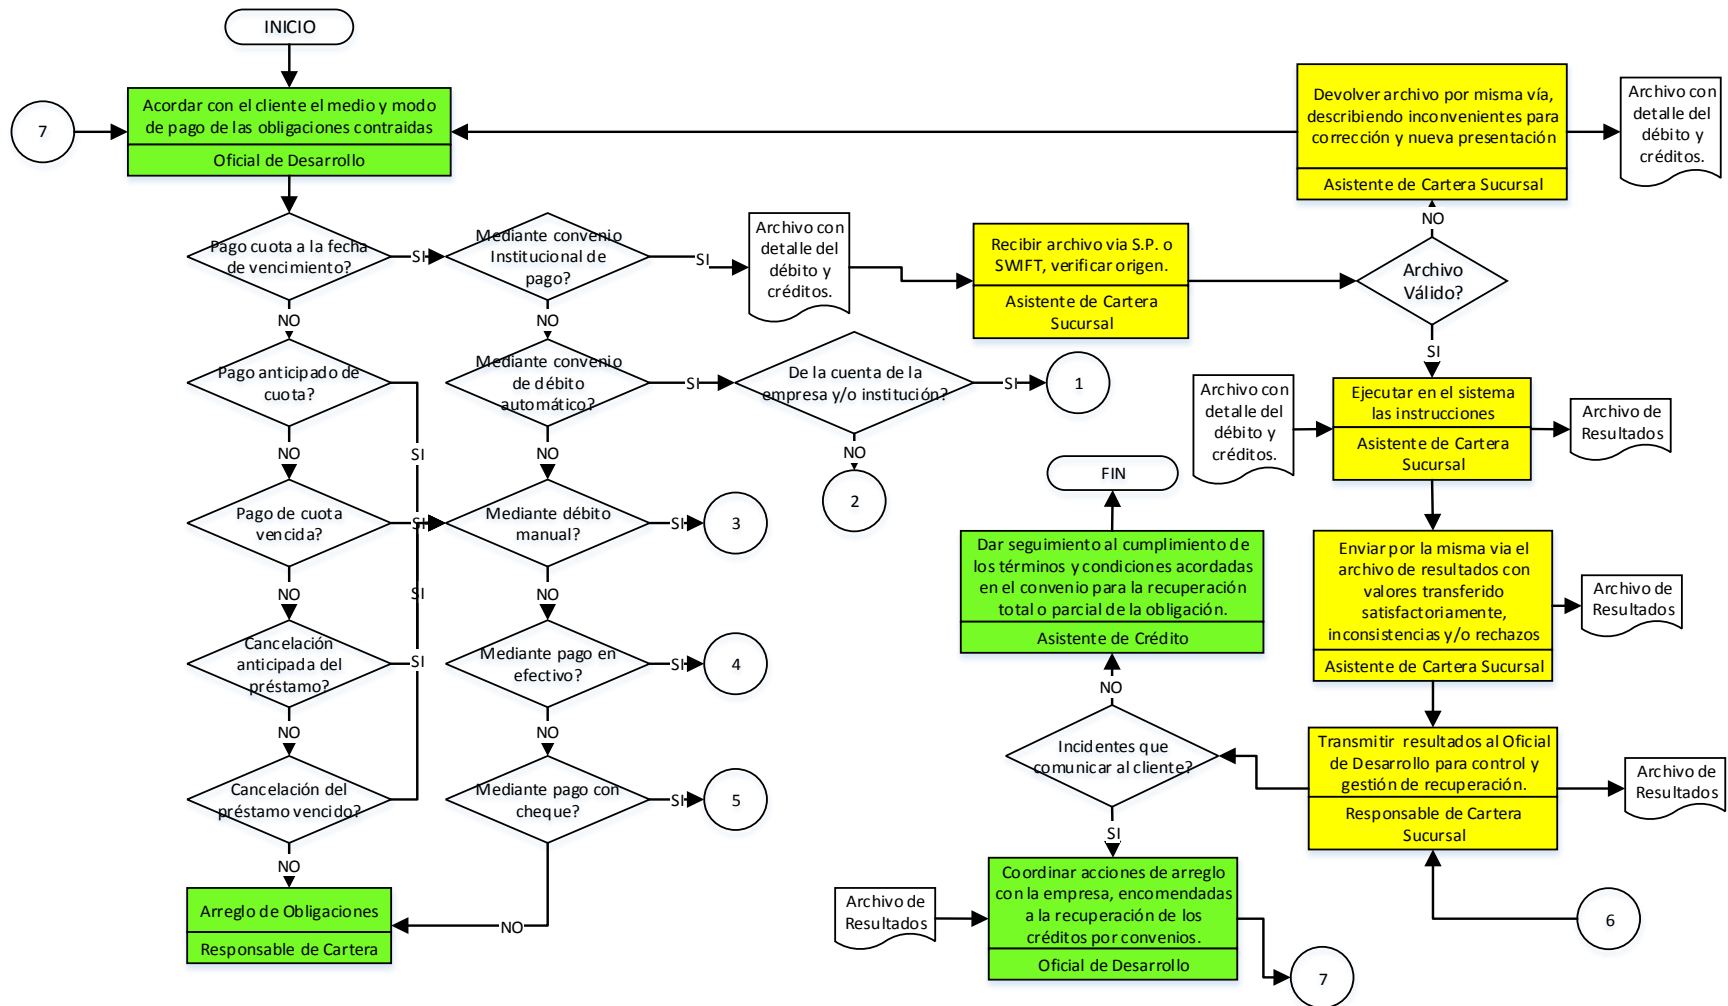 INICIO
7
Acordar con el cliente el medio y modo
de pago de las obligaciones contraidas
Oficial de Desarrollo
Devolver archivo por misma vía,
describiendo inconvenientes para
corrección y nueva presentación
Asistente de Cartera Sucursal
Archivo con
detalle del
débito y
créditos.
Pago cuota a la fecha
de vencimiento?
SI
Mediante convenio
Institucional de
pago?
SI
Archivo con
detalle del
débito y
créditos.
Recibir archivo via S.P. o
SWIFT, verificar origen.
Asistente de Cartera
Sucursal
NO
Archivo
Válido?
SI
NO
NO
Pago anticipado de
cuota?
SI
Mediante convenio
de débito
automático?
SI
De la cuenta de la
empresa y/o institución?
SI
1
NO
2
Archivo con
detalle del
débito y
créditos.
Ejecutar en el sistema
las instrucciones
Asistente de Cartera
Sucursal
Archivo de
Resultados
NO
NO
Pago de cuota
vencida?
SI
Mediante débito
manual?
SI
3
FIN
Dar seguimiento al cumplimiento de
los términos y condiciones acordadas
en el convenio para la recuperación
total o parcial de la obligación.
Asistente de Crédito
Enviar por la misma via el
archivo de resultados con
valores transferido
satisfactoriamente,
inconsistencias y/o rechazos
Asistente de Cartera Sucursal
Archivo de
Resultados
NO
SI
NO
Cancelación
anticipada del
préstamo?
SI
Mediante pago en
efectivo?
SI
4
NO
Incidentes que
comunicar al cliente?
SI
Transmitir resultados al Oficial
de Desarrollo para control y
gestión de recuperación.
Responsable de Cartera
Sucursal
Archivo de
Resultados
NO
NO
Cancelación del
préstamo vencido?
Mediante pago con
cheque?
SI
5
NO
Arreglo de Obligaciones
Responsable de Cartera
NO
Archivo de
Resultados
Coordinar acciones de arreglo
con la empresa, encomendadas
a la recuperación de los
créditos por convenios.
Oficial de Desarrollo
6
7